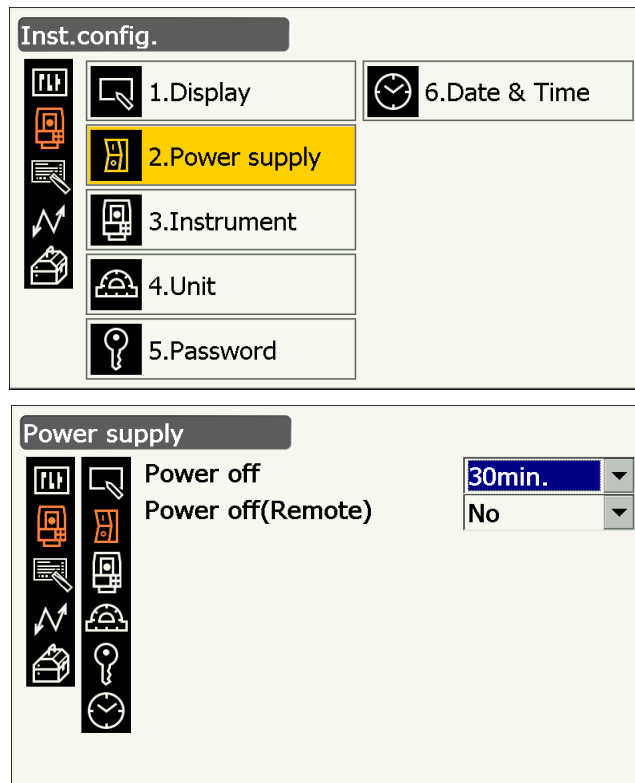 Inst.config.
1.Display
6.Date & Time
2.Power supply
3.Instrument
4.Unit
5.Password
Power supply
Power off 30min.
Power off(Remote) No